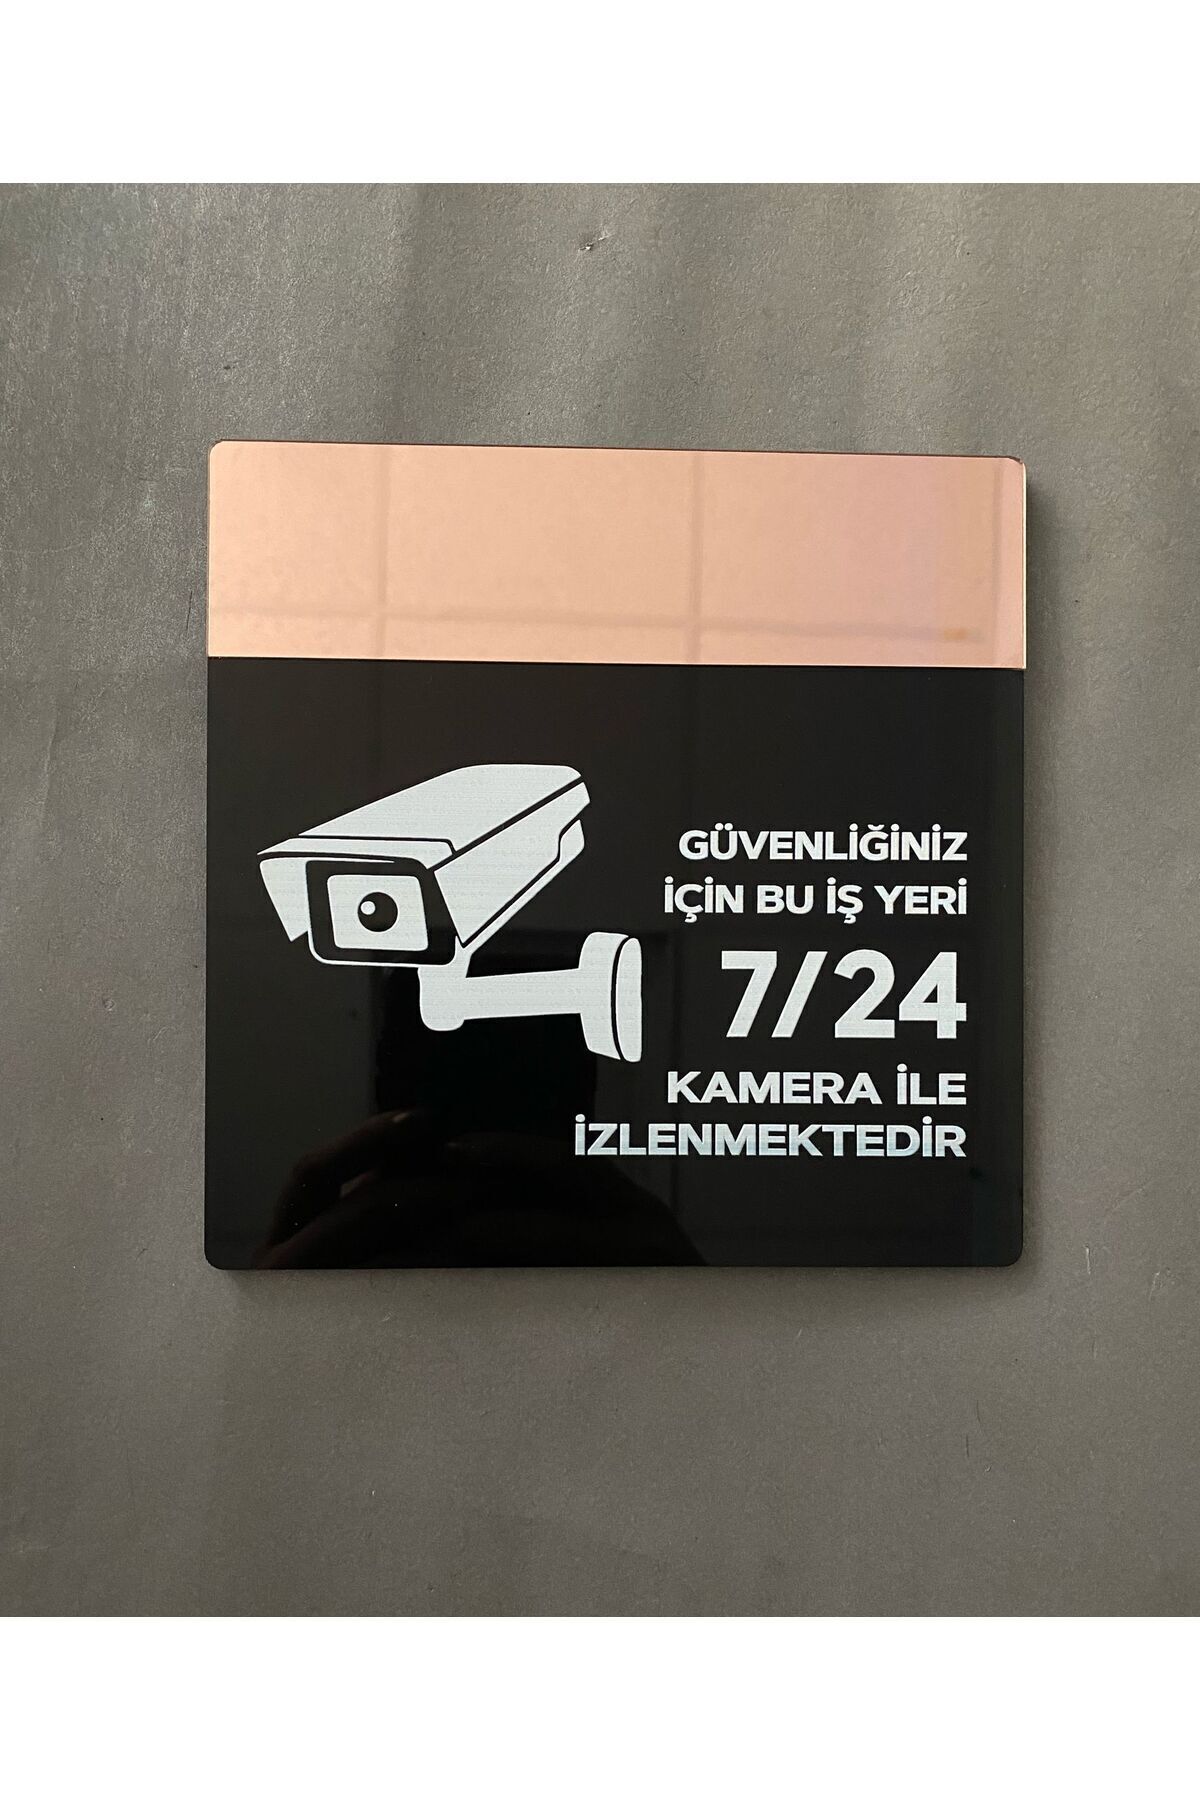 GÜVENLİĞİNİZ
İÇİN BU İŞ YERİ
7/24
KAMERA İLE
İZLENMEKTEDİR